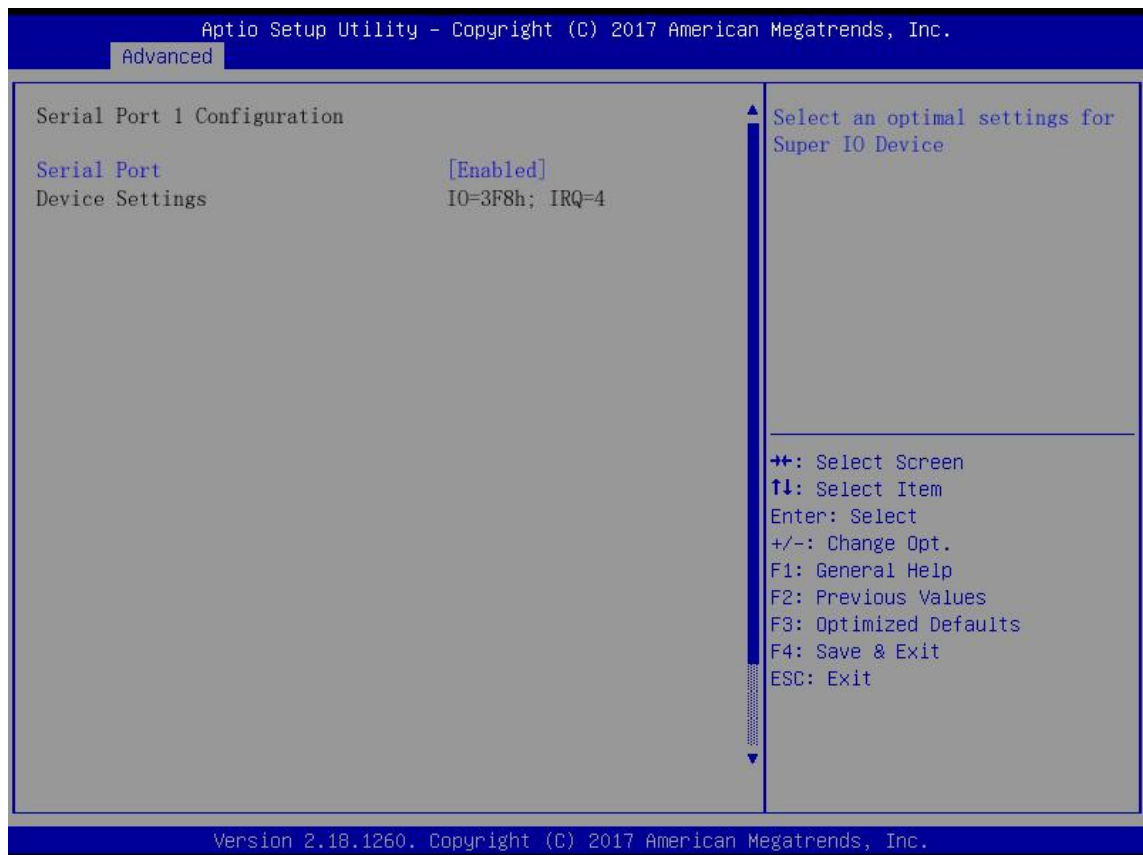 Aptio Setup Utility – Copyright (C) 2017 American Megatrends, Inc.
Advanced
Serial Port 1 Configuration
Serial Port [Enabled]
Device Settings IO=3F8h; IRQ=4
Select an optimal settings for
Super IO Device
→←: Select Screen
↑↓: Select Item
Enter: Select
+/-: Change Opt.
F1: General Help
F2: Previous Values
F3: Optimized Defaults
F4: Save & Exit
ESC: Exit
Version 2.18.1260. Copyright (C) 2017 American Megatrends, Inc.